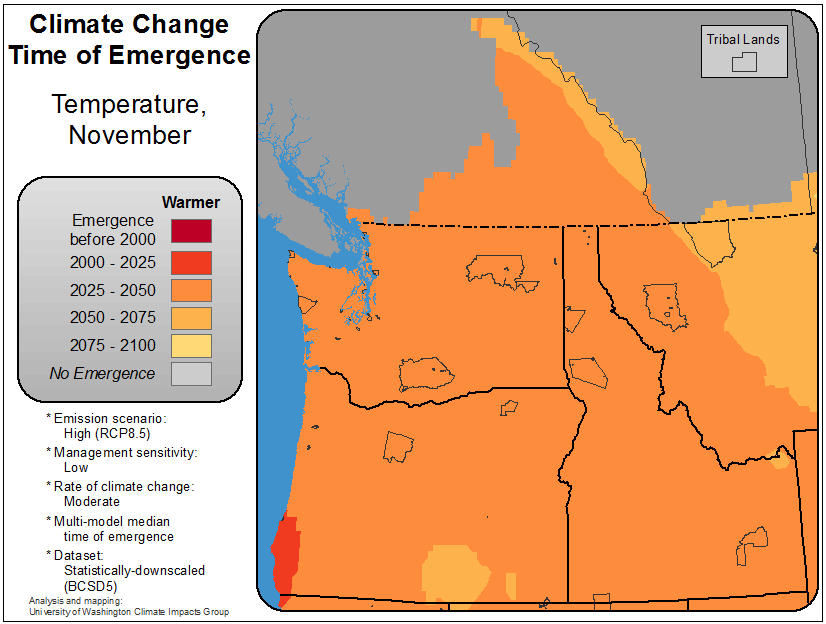 Climate Change
Time of Emergence
Temperature,
November
Warmer
Emergence
before 2000
2000 - 2025
2025 - 2050
2050 - 2075
2075 - 2100
No Emergence
* Emission scenario:
High (RCP8.5)
* Management sensitivity:
Low
* Rate of climate change:
Moderate
* Multi-model median
time of emergence
* Dataset:
Statistically-downscaled
(BCSD5)
Analysis and mapping:
University of Washington Climate Impacts Group
Tribal Lands